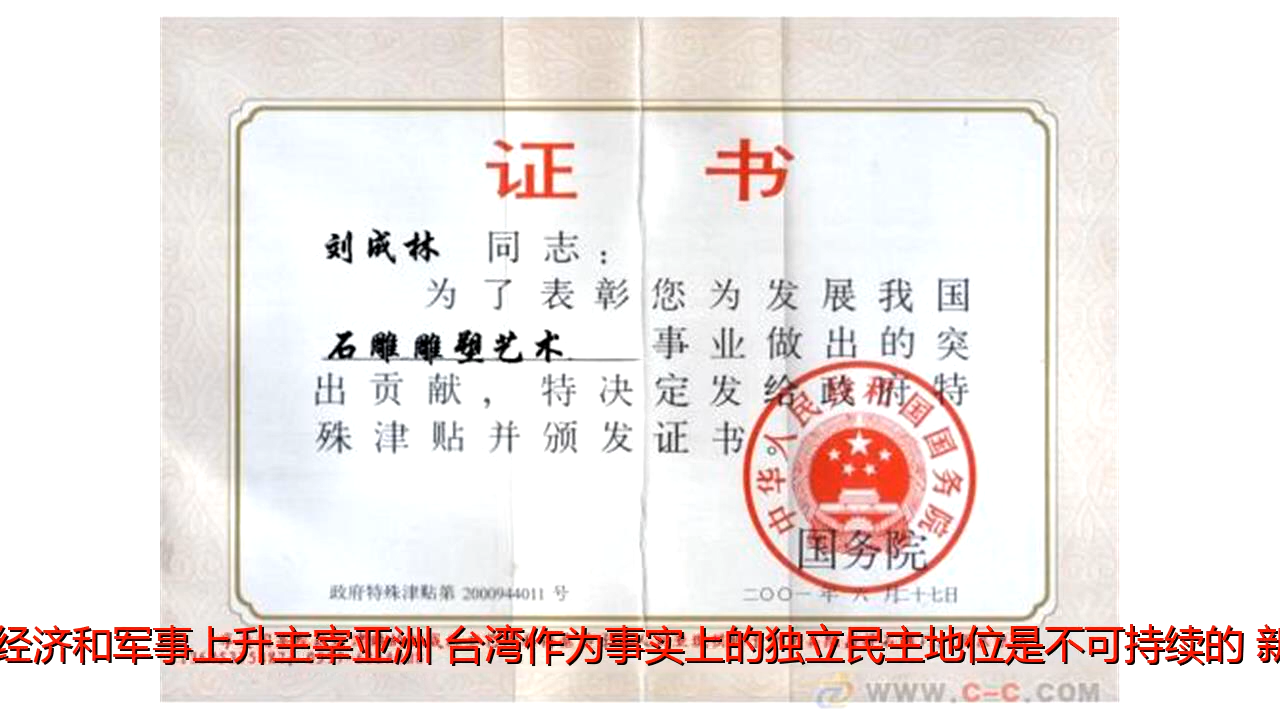 证 书
刘成林 同志：
为了表彰您为发展我国
石雕雕塑艺术 事业做出的突
出贡献，特决定发给政府特
殊津贴并颁发证书。
中华人民共和国国务院
国务院
政府特殊津贴第 2000944011 号
二〇〇一年六月二十七日
经济和军事上升主宰亚洲 台湾作为事实上的独立民主地位是不可持续的 新
WWW.C-C.COM